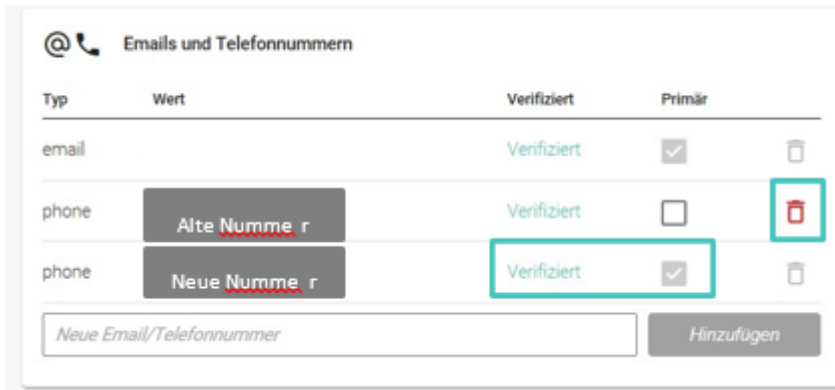 Emails und Telefonnummern
Typ Wert Verifiziert Primär
email Verifiziert
phone Alte Numme r Verifiziert
phone Neue Numme r Verifiziert
Neue Email/Telefonnummer Hinzufügen